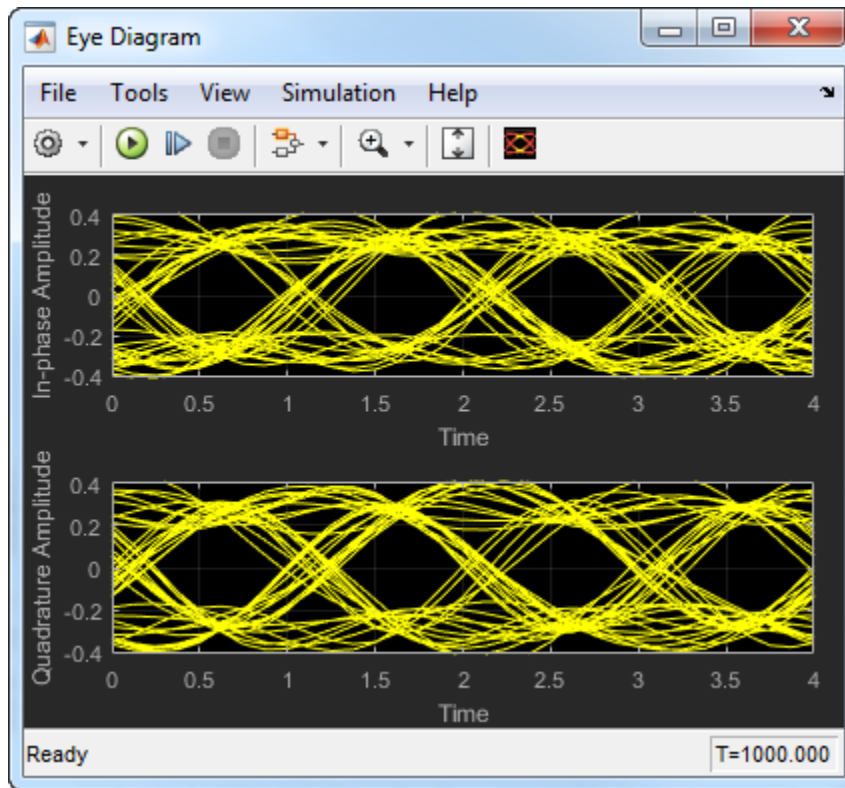 Eye Diagram
File Tools View Simulation Help
In-phase Amplitude
0.4
0.2
0
-0.2
-0.4
0 0.5 1 1.5 2 2.5 3 3.5 4
Time
Quadrature Amplitude
0.4
0.2
0
-0.2
-0.4
0 0.5 1 1.5 2 2.5 3 3.5 4
Time
Ready T=1000.000